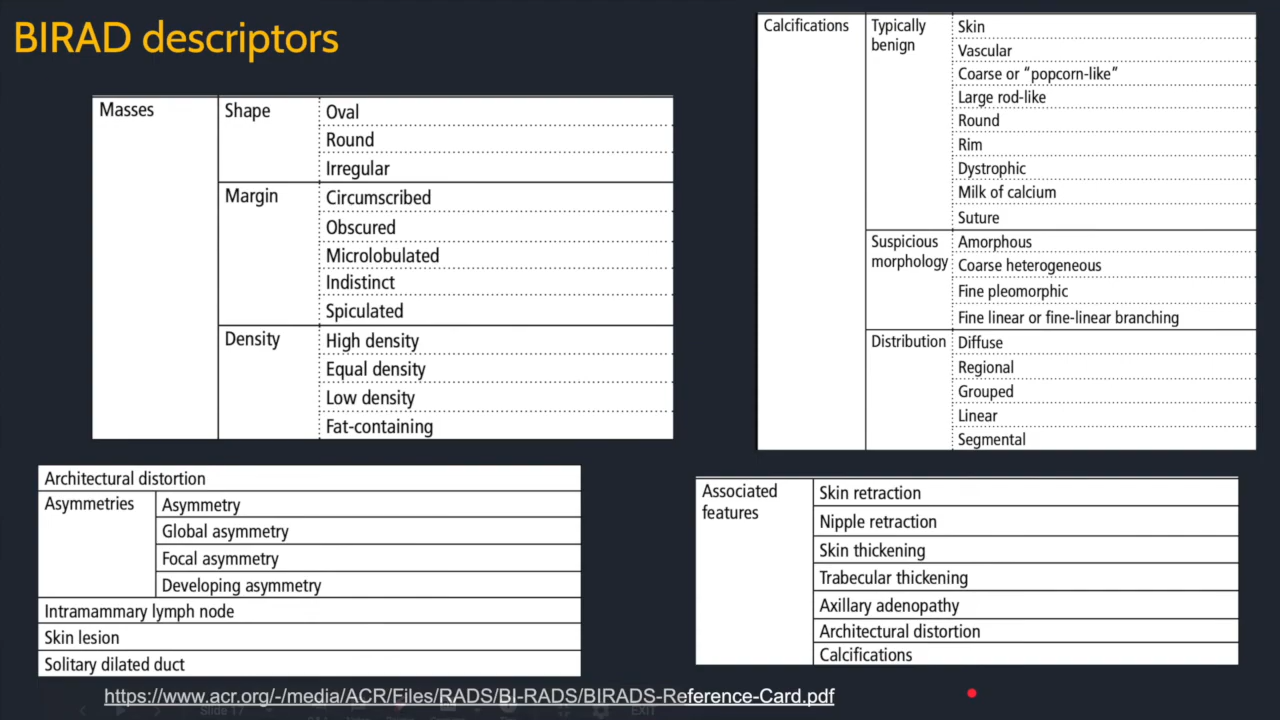 BIRAD descriptors
Masses
Shape
Oval
Round
Irregular
Margin
Circumscribed
Obscured
Microlobulated
Indistinct
Spiculated
Density
High density
Equal density
Low density
Fat-containing
Calcifications
Typically
benign
Skin
Vascular
Coarse or “popcorn-like”
Large rod-like
Round
Rim
Dystrophic
Milk of calcium
Suture
Suspicious
morphology
Amorphous
Coarse heterogeneous
Fine pleomorphic
Fine linear or fine-linear branching
Distribution
Diffuse
Regional
Grouped
Linear
Segmental
Architectural distortion
Asymmetries
Asymmetry
Global asymmetry
Focal asymmetry
Developing asymmetry
Intramammary lymph node
Skin lesion
Solitary dilated duct
Associated
features
Skin retraction
Nipple retraction
Skin thickening
Trabecular thickening
Axillary adenopathy
Architectural distortion
Calcifications
https://www.acr.org/-/media/ACR/Files/RADS/BI-RADS/BIRADS-Reference-Card.pdf
Slide 17
EXIT